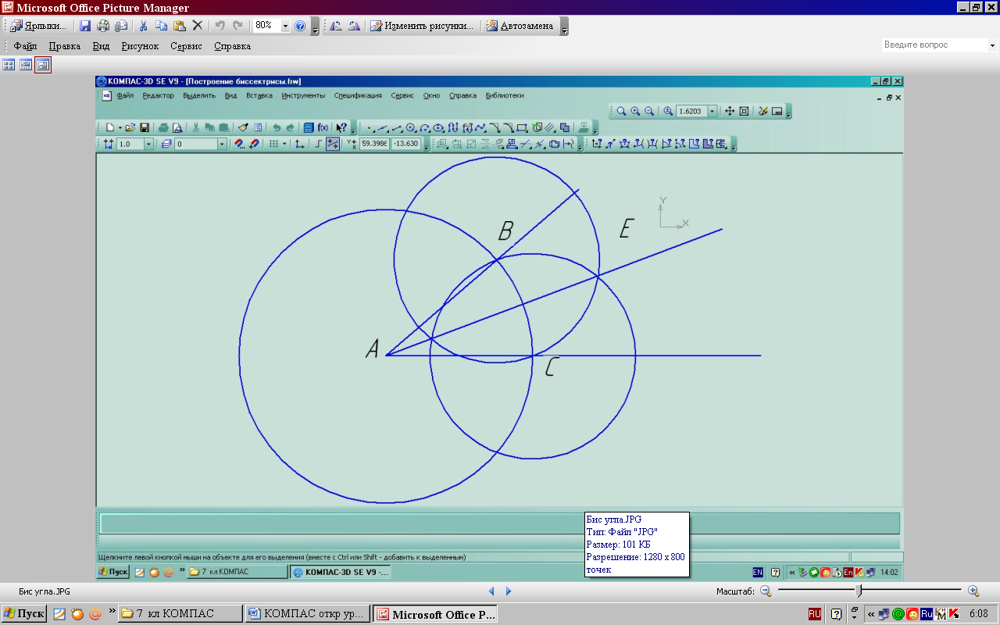 Microsoft Office Picture Manager
Ярлыки... 80% Изменить рисунки... Автозамена
Файл Правка Вид Рисунок Сервис Справка Введите вопрос
КОМПАС-3D SE V9 - [Построение биссектрисы.frw]
Файл Редактор Выделить Вид Вставка Инструменты Спецификация Сервис Окно Справка Библиотеки
1.6203
f(x)
1.0 0 59.398 -13.630
Y
X
B
E
A
C
Бис угла.JPG
Тип: Файл "JPG"
Размер: 101 КБ
Разрешение: 1280 x 800
точек
Щелкните левой кнопкой мыши на объекте для его выделения (вместе с Ctrl или Shift - добавить к выделенным)
Пуск » 7 кл КОМПАС КОМПАС-3D SE V9 -... EN « En 14:02
Бис угла.JPG Масштаб:
Пуск » 7 кл КОМПАС КОМПАС откр ур... Microsoft Office P... RU « Ru 6:08